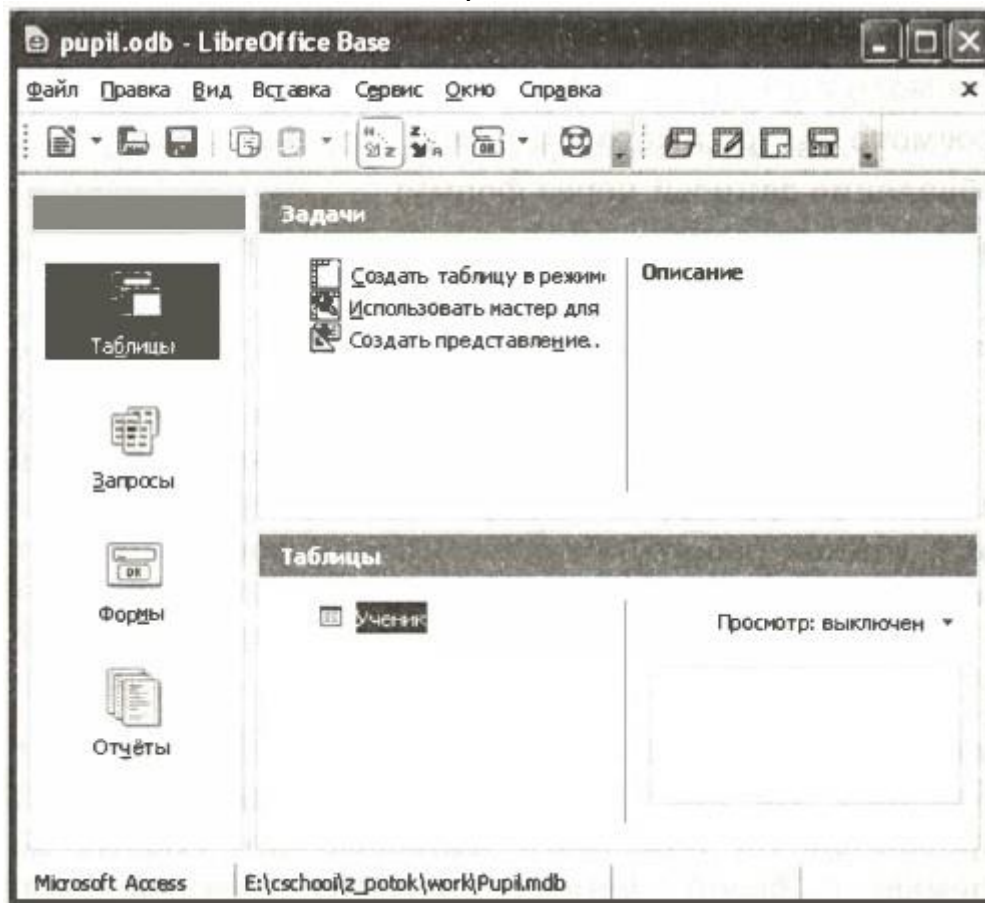 pupil.odb - LibreOffice Base
Файл Правка Вид Вставка Сервис Окно Справка
Задачи
Создать таблицу в режим
Использовать мастер для
Создать представление..
Описание
Таблицы
Запросы
Формы
Отчёты
Таблицы
Ученик
Просмотр: выключен
Microsoft Access
E:\cschool\z_potok\work\Pupil.mdb